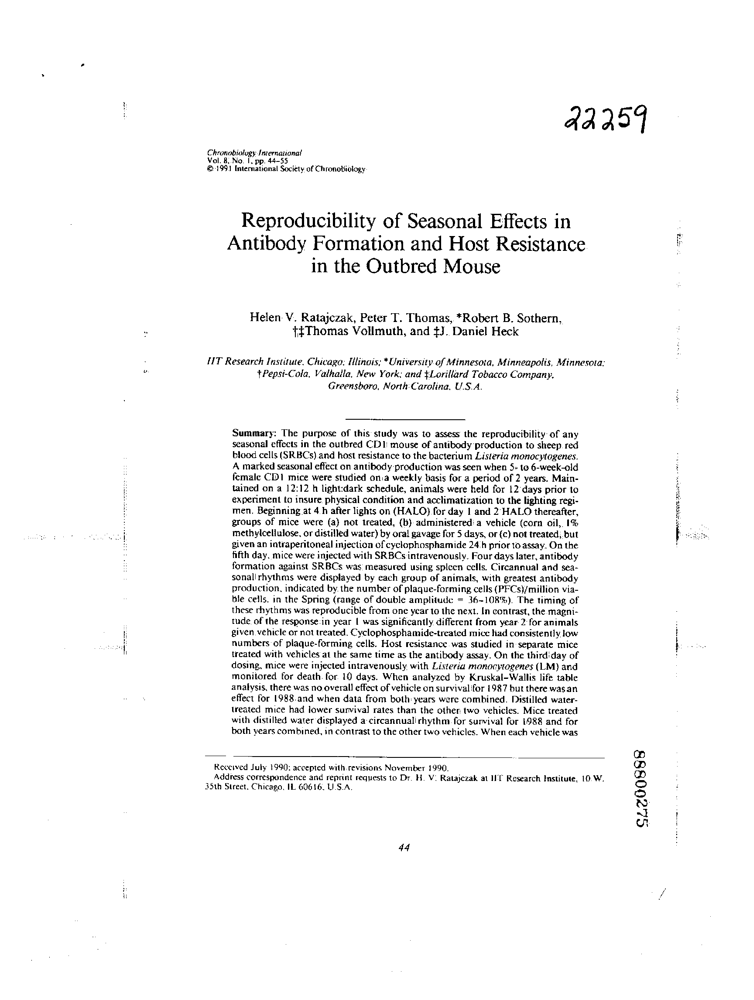 22259
Chronobiology International
Vol. 8, No. 1, pp. 44–55
© 1991 International Society of Chronobiology
Reproducibility of Seasonal Effects in
Antibody Formation and Host Resistance
in the Outbred Mouse
Helen V. Ratajczak, Peter T. Thomas, *Robert B. Sothern,
†‡Thomas Vollmuth, and ‡J. Daniel Heck
IIT Research Institute, Chicago, Illinois; *University of Minnesota, Minneapolis, Minnesota;
†Pepsi-Cola, Valhalla, New York; and ‡Lorillard Tobacco Company,
Greensboro, North Carolina, U.S.A.
Summary: The purpose of this study was to assess the reproducibility of any
seasonal effects in the outbred CD1 mouse of antibody production to sheep red
blood cells (SRBCs) and host resistance to the bacterium Listeria monocytogenes.
A marked seasonal effect on antibody production was seen when 5- to 6-week-old
female CD1 mice were studied on a weekly basis for a period of 2 years. Main-
tained on a 12:12 h light:dark schedule, animals were held for 12 days prior to
experiment to insure physical condition and acclimatization to the lighting regi-
men. Beginning at 4 h after lights on (HALO) for day 1 and 2 HALO thereafter,
groups of mice were (a) not treated, (b) administered a vehicle (corn oil, 1%
methylcellulose, or distilled water) by oral gavage for 5 days, or (c) not treated, but
given an intraperitoneal injection of cyclophosphamide 24 h prior to assay. On the
fifth day, mice were injected with SRBCs intravenously. Four days later, antibody
formation against SRBCs was measured using spleen cells. Circannual and sea-
sonal rhythms were displayed by each group of animals, with greatest antibody
production, indicated by the number of plaque-forming cells (PFCs)/million via-
ble cells, in the Spring (range of double amplitude = 36–108%). The timing of
these rhythms was reproducible from one year to the next. In contrast, the magni-
tude of the response in year 1 was significantly different from year 2 for animals
given vehicle or not treated. Cyclophosphamide-treated mice had consistently low
numbers of plaque-forming cells. Host resistance was studied in separate mice
treated with vehicles at the same time as the antibody assay. On the third day of
dosing, mice were injected intravenously with Listeria monocytogenes (LM) and
monitored for death for 10 days. When analyzed by Kruskal-Wallis life table
analysis, there was no overall effect of vehicle on survival for 1987 but there was an
effect for 1988 and when data from both years were combined. Distilled water-
treated mice had lower survival rates than the other two vehicles. Mice treated
with distilled water displayed a circannual rhythm for survival for 1988 and for
both years combined, in contrast to the other two vehicles. When each vehicle was
Received July 1990; accepted with revisions November 1990.
Address correspondence and reprint requests to Dr. H. V. Ratajczak at IIT Research Institute, 10 W.
35th Street, Chicago, IL 60616, U.S.A.
44
88800275